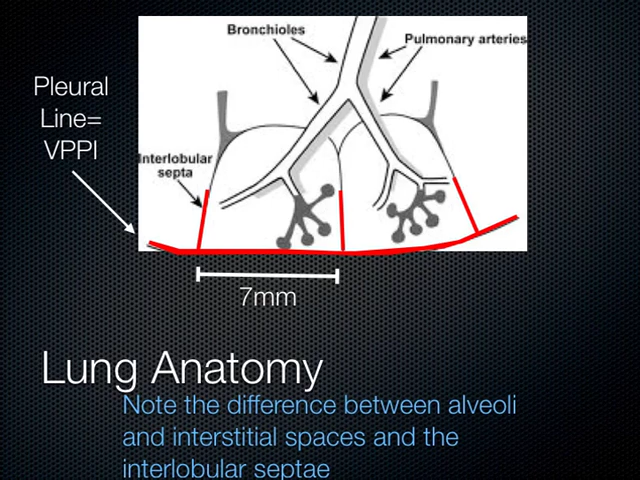 Bronchioles
Pulmonary arteries
Pleural
Line=
VPPI
Interlobular
septa
7mm
Lung Anatomy
Note the difference between alveoli
and interstitial spaces and the
interlobular septae